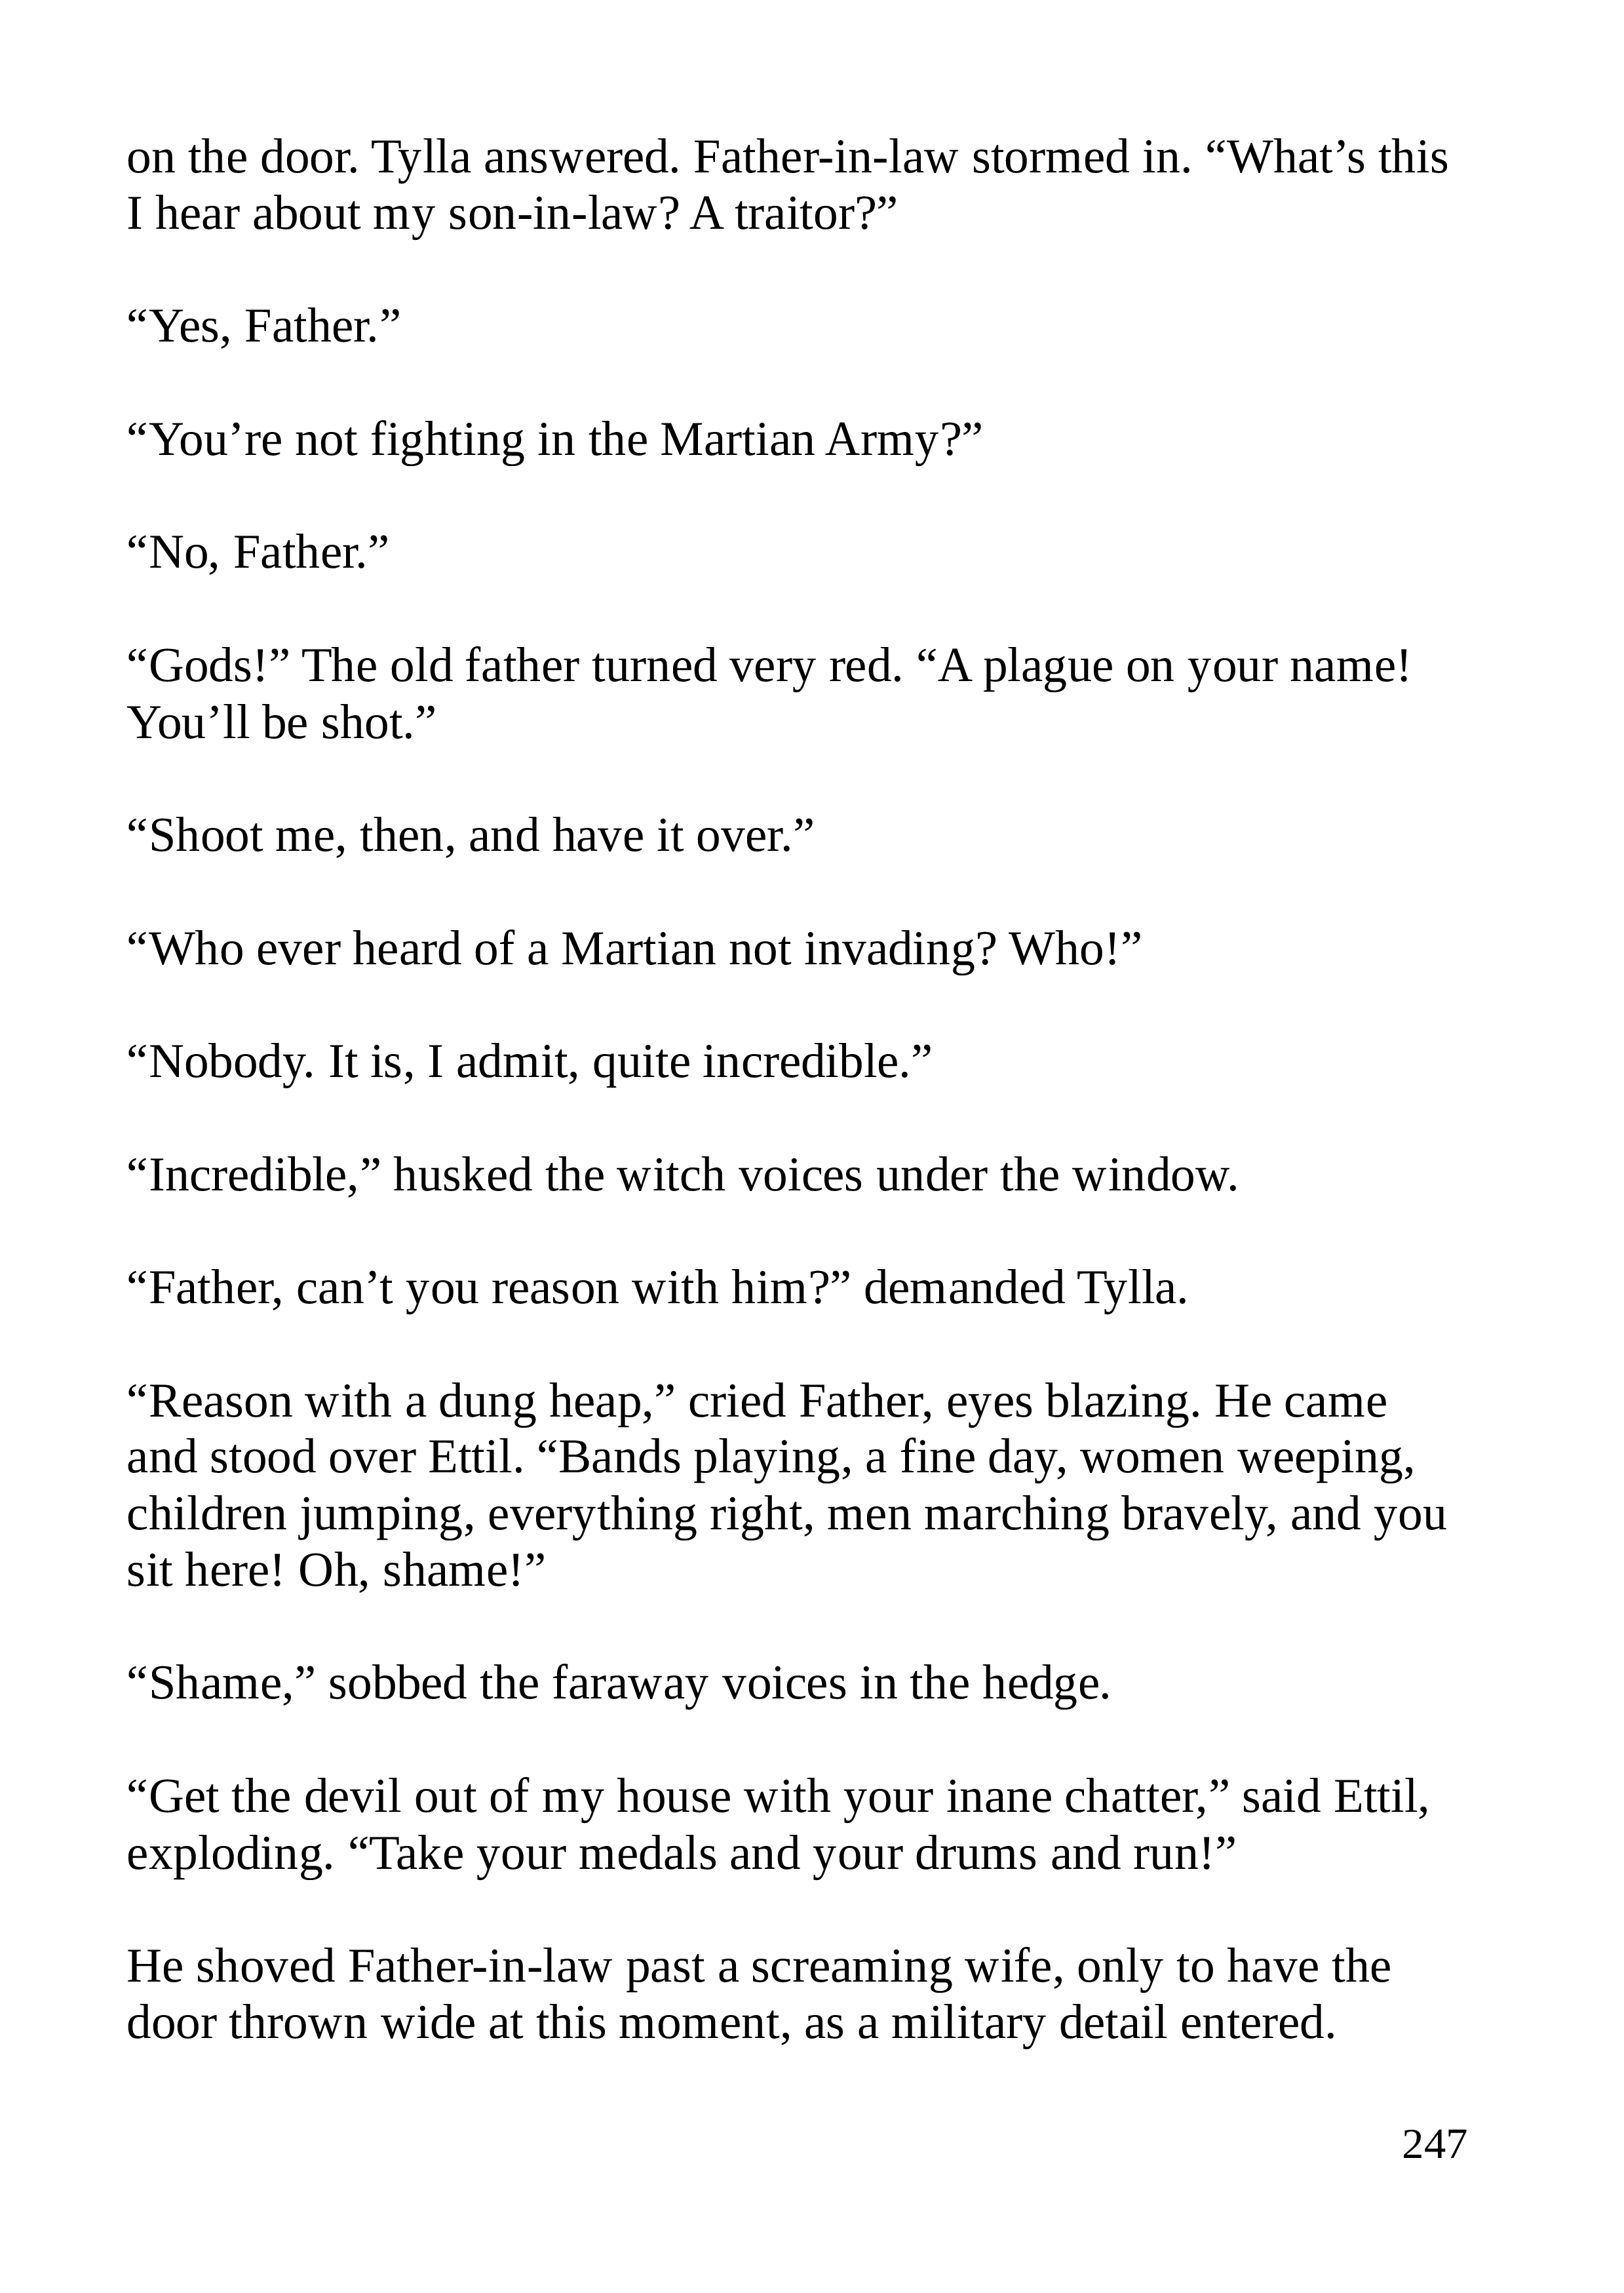 on the door. Tylla answered. Father-in-law stormed in. “What’s this
I hear about my son-in-law? A traitor?”
“Yes, Father.”
“You’re not fighting in the Martian Army?”
“No, Father.”
“Gods!” The old father turned very red. “A plague on your name!
You’ll be shot.”
“Shoot me, then, and have it over.”
“Who ever heard of a Martian not invading? Who!”
“Nobody. It is, I admit, quite incredible.”
“Incredible,” husked the witch voices under the window.
“Father, can’t you reason with him?” demanded Tylla.
“Reason with a dung heap,” cried Father, eyes blazing. He came
and stood over Ettil. “Bands playing, a fine day, women weeping,
children jumping, everything right, men marching bravely, and you
sit here! Oh, shame!”
“Shame,” sobbed the faraway voices in the hedge.
“Get the devil out of my house with your inane chatter,” said Ettil,
exploding. “Take your medals and your drums and run!”
He shoved Father-in-law past a screaming wife, only to have the
door thrown wide at this moment, as a military detail entered.
247